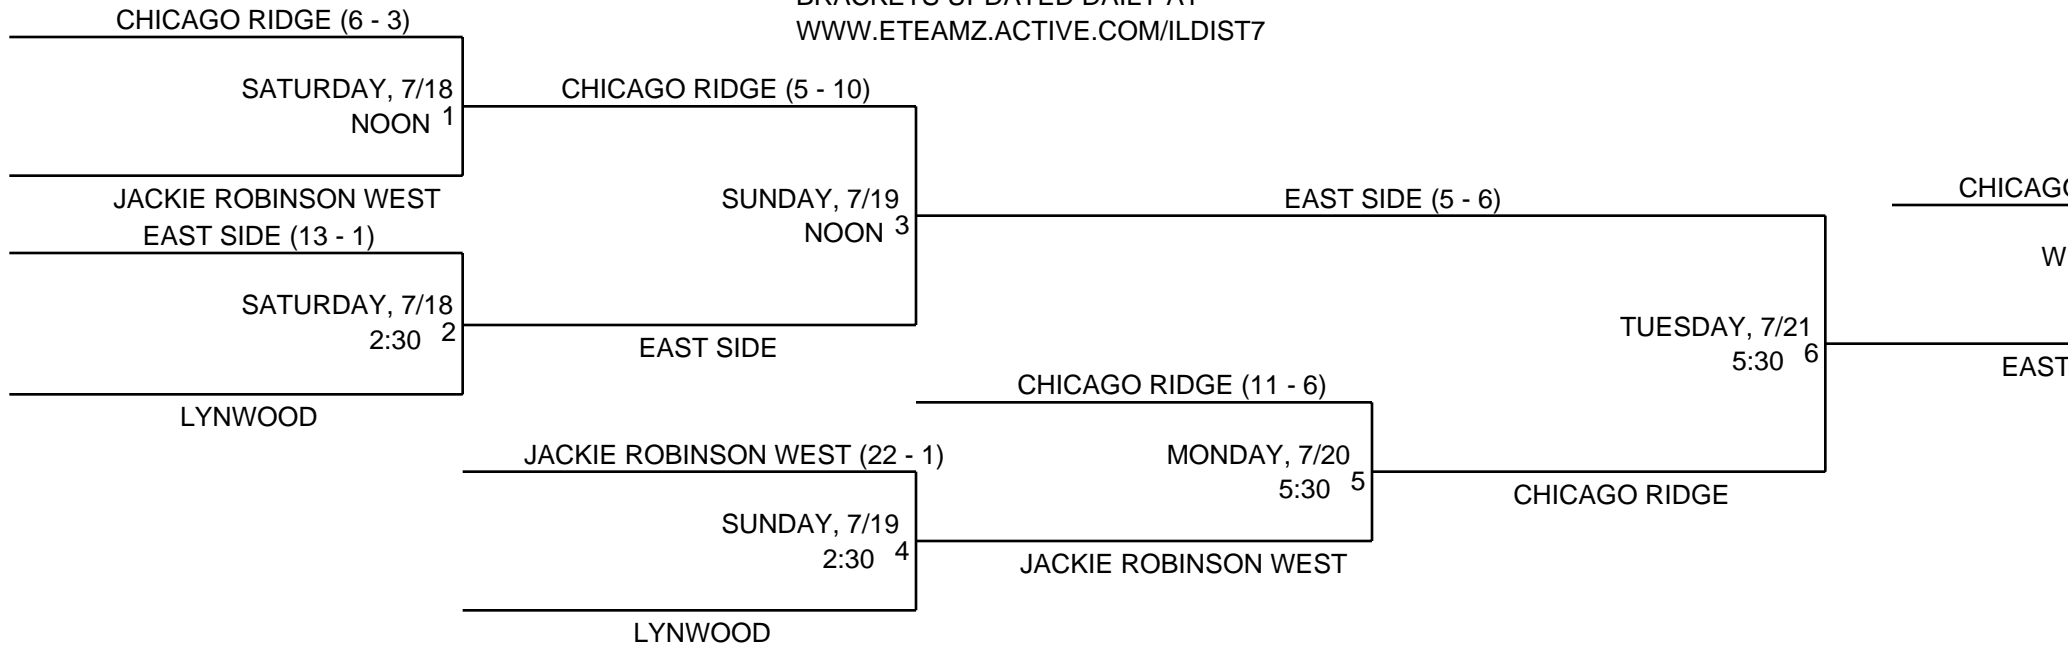 CHICAGO RIDGE (6 - 3)
WWW.ETEAMZ.ACTIVE.COM/ILDIST7
SATURDAY, 7/18
NOON 1
CHICAGO RIDGE (5 - 10)
JACKIE ROBINSON WEST
EAST SIDE (13 - 1)
SUNDAY, 7/19
NOON 3
EAST SIDE (5 - 6)
CHICAGO
W
SATURDAY, 7/18
2:30 2
EAST SIDE
TUESDAY, 7/21
5:30 6
EAST
LYNWOOD
CHICAGO RIDGE (11 - 6)
JACKIE ROBINSON WEST (22 - 1)
MONDAY, 7/20
5:30 5
CHICAGO RIDGE
SUNDAY, 7/19
2:30 4
JACKIE ROBINSON WEST
LYNWOOD